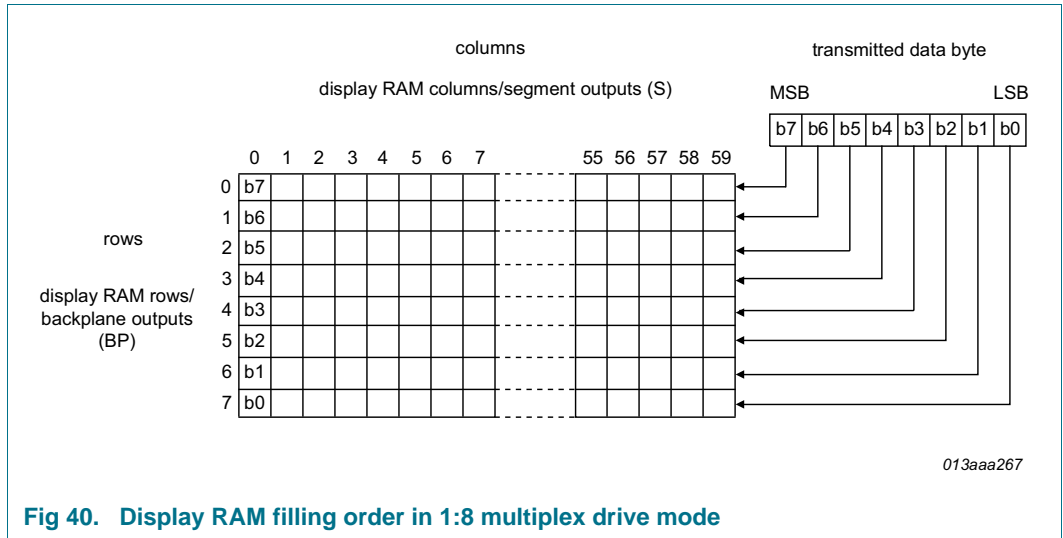 columns
transmitted data byte
display RAM columns/segment outputs (S)
MSB LSB
b7 b6 b5 b4 b3 b2 b1 b0
0 1 2 3 4 5 6 7 55 56 57 58 59
0 b7
1 b6
rows
2 b5
3 b4
display RAM rows/
backplane outputs
(BP)
4 b3
5 b2
6 b1
7 b0
013aaa267
Fig 40. Display RAM filling order in 1:8 multiplex drive mode